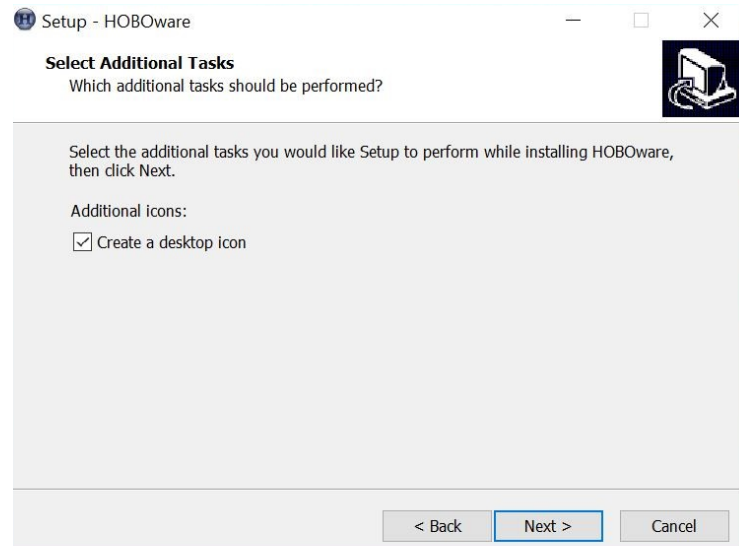 Setup - HOBOware
Select Additional Tasks
Which additional tasks should be performed?
Select the additional tasks you would like Setup to perform while installing HOBOware,
then click Next.
Additional icons:
Create a desktop icon
< Back
Next >
Cancel